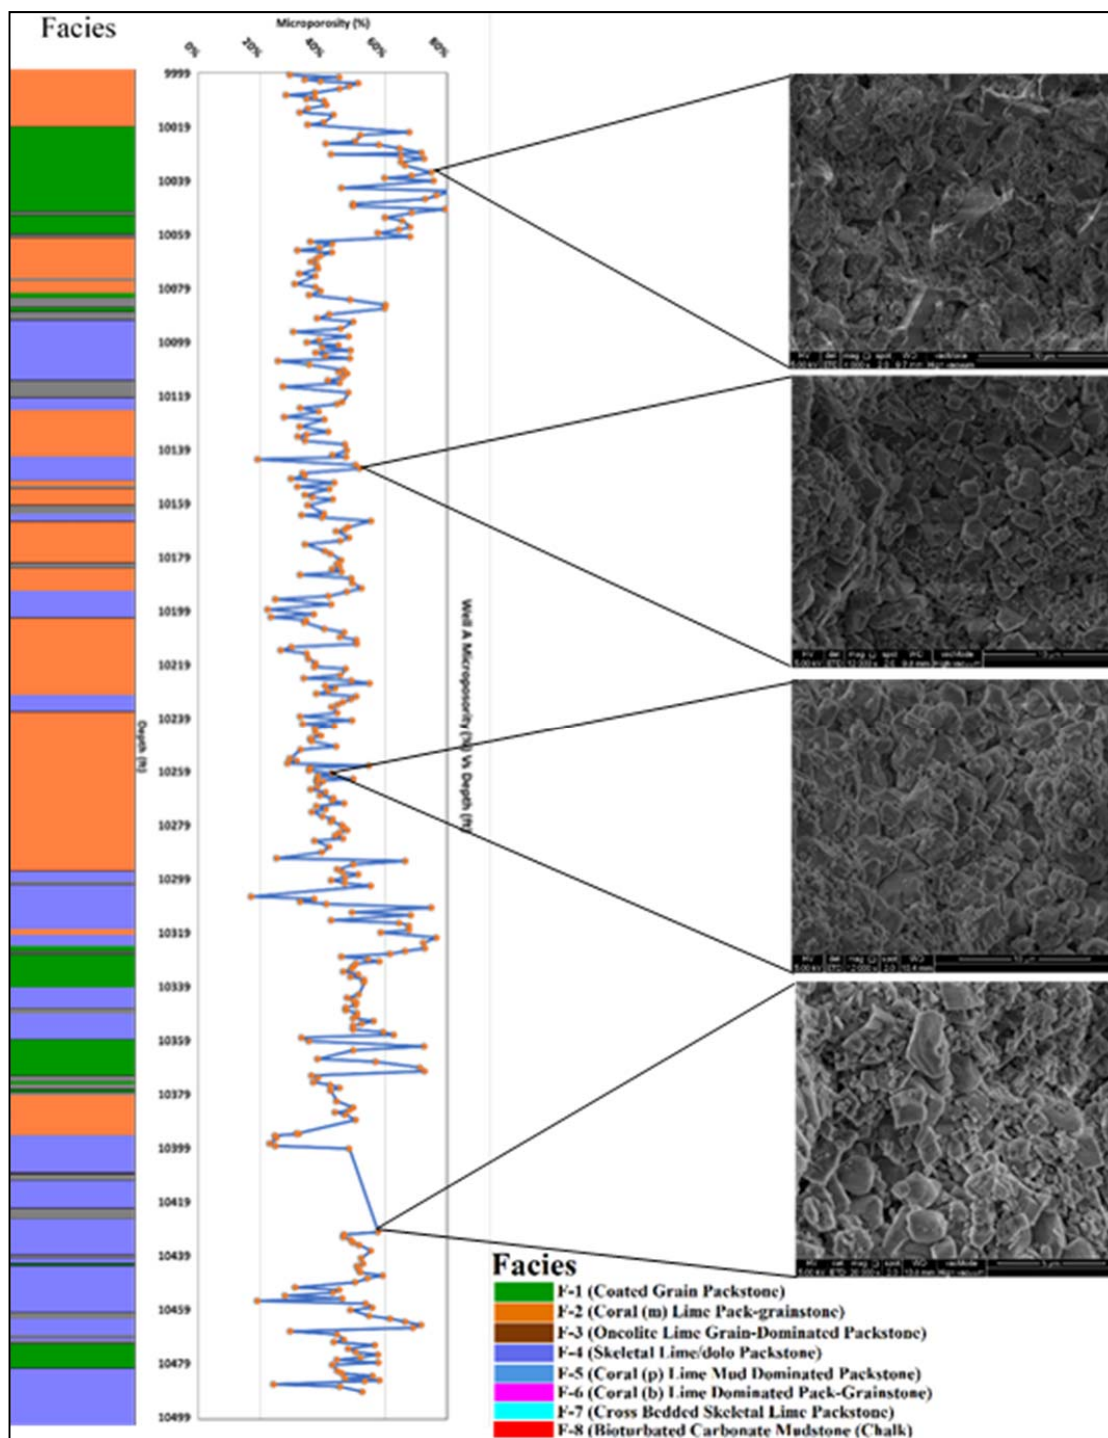 Facies
Microporosity (%)
0%
20%
40%
60%
80%
9999
10019
10039
10059
10079
10099
10119
10139
10159
10179
10199
10219
10239
10259
10279
10299
10319
10339
10359
10379
10399
10419
10439
10459
10479
10499
Depth (ft)
Well A Microposority (%) Vs Depth (ft)
Facies
F-1 (Coated Grain Packstone)
F-2 (Coral (m) Lime Pack-grainstone)
F-3 (Oncolite Lime Grain-Dominated Packstone)
F-4 (Skeletal Lime/dolo Packstone)
F-5 (Coral (p) Lime Mud Dominated Packstone)
F-6 (Coral (b) Lime Dominated Pack-Grainstone)
F-7 (Cross Bedded Skeletal Lime Packstone)
F-8 (Bioturbated Carbonate Mudstone (Chalk)